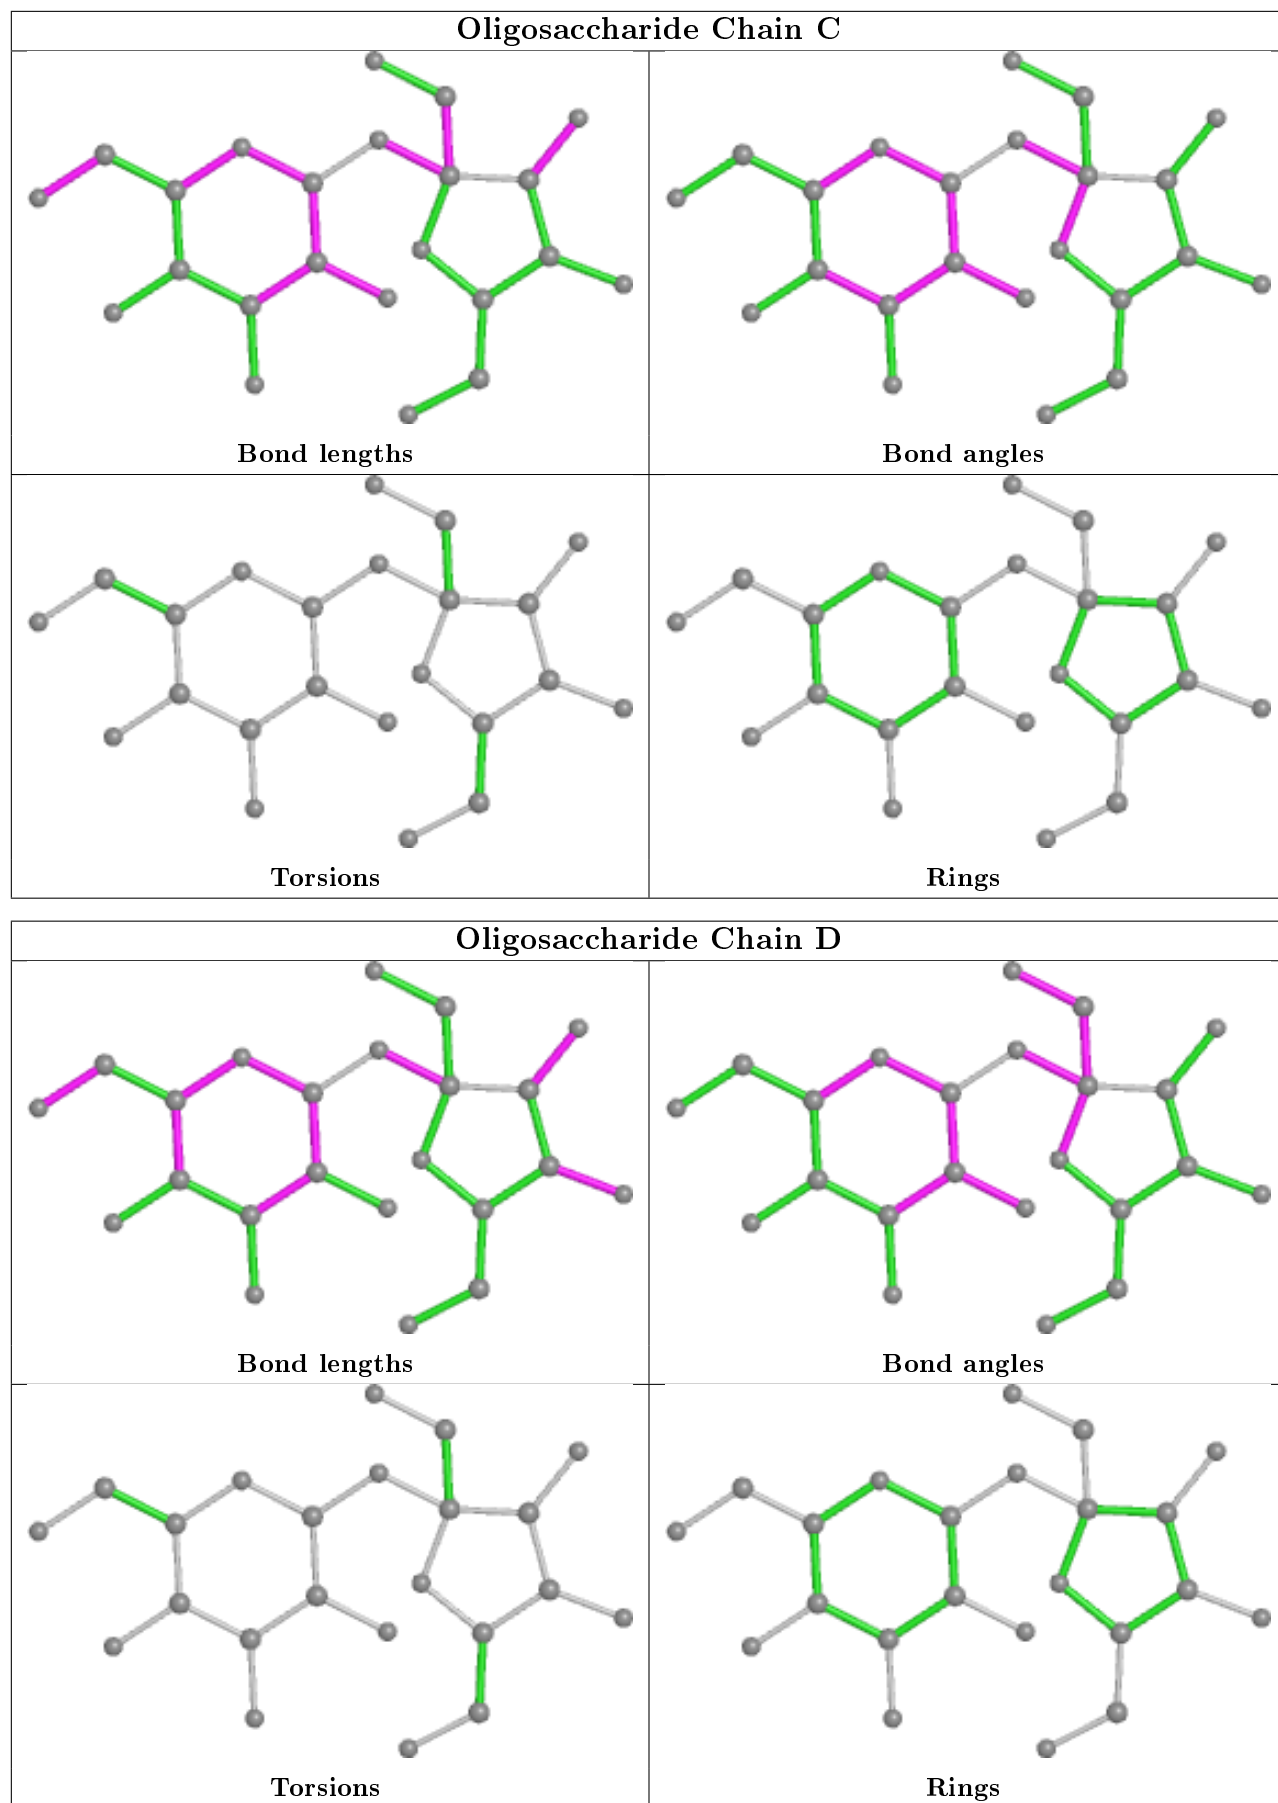 Oligosaccharide Chain C
Bond lengths
Bond angles
Torsions
Rings
Oligosaccharide Chain D
Bond lengths
Bond angles
Torsions
Rings